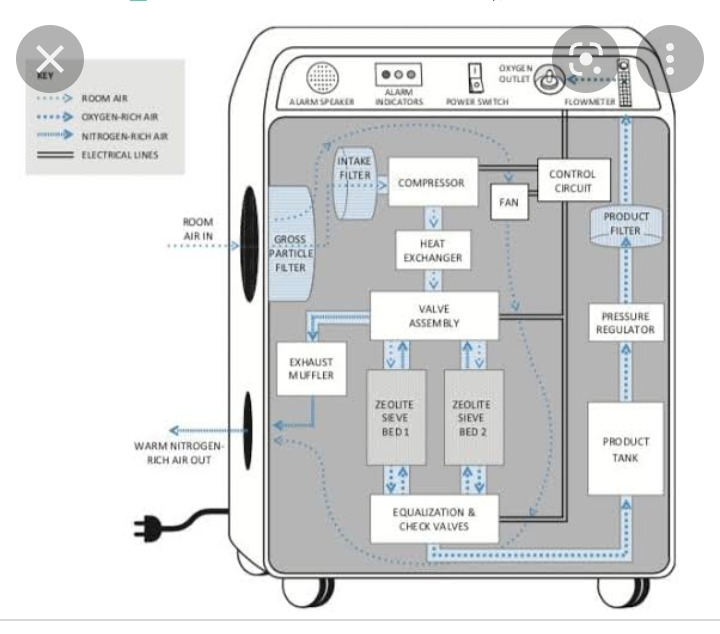 KEY
ROOM AIR
OXYGEN-RICH AIR
NITROGEN-RICH AIR
ELECTRICAL LINES
ALARM SPEAKER
ALARM
INDICATORS
POWER SWITCH
OXYGEN
OUTLET
FLOWMETER
ROOM
AIR IN
GROSS
PARTICLE
FILTER
INTAKE
FILTER
COMPRESSOR
FAN
CONTROL
CIRCUIT
HEAT
EXCHANGER
VALVE
ASSEMBLY
EXHAUST
MUFFLER
ZEOLITE
SIEVE
BED 1
ZEOLITE
SIEVE
BED 2
EQUALIZATION &
CHECK VALVES
PRODUCT
FILTER
PRESSURE
REGULATOR
PRODUCT
TANK
WARM NITROGEN-
RICH AIR OUT